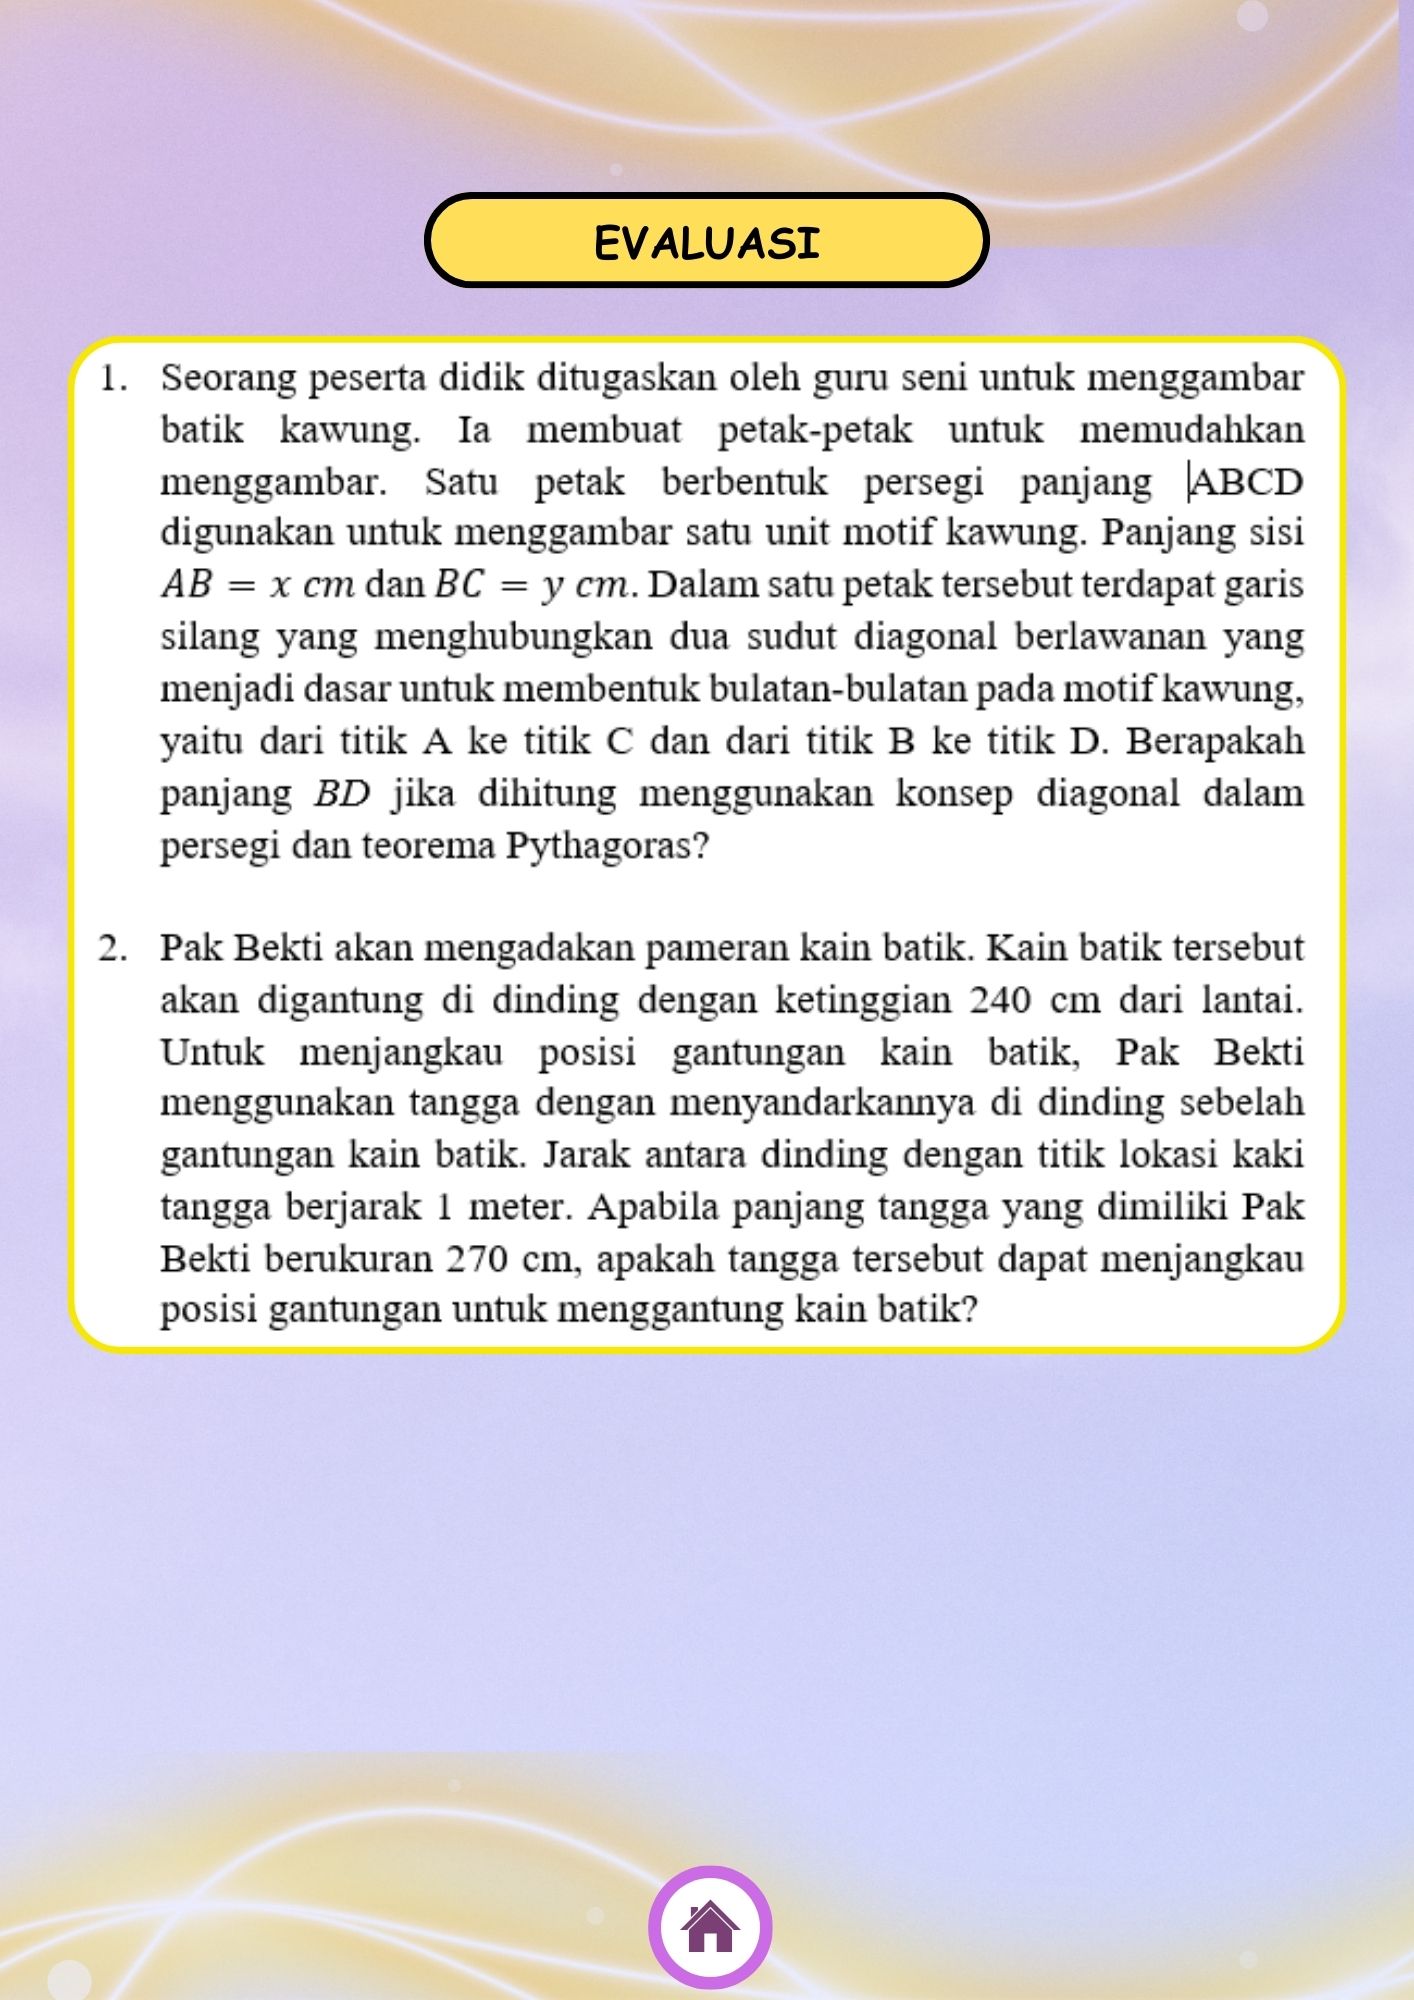 EVALUASI
1. Seorang peserta didik ditugaskan oleh guru seni untuk menggambar
batik kawung. Ia membuat petak-petak untuk memudahkan
menggambar. Satu petak berbentuk persegi panjang ABCD
digunakan untuk menggambar satu unit motif kawung. Panjang sisi
AB = x cm dan BC = y cm. Dalam satu petak tersebut terdapat garis
silang yang menghubungkan dua sudut diagonal berlawanan yang
menjadi dasar untuk membentuk bulatan-bulatan pada motif kawung,
yaitu dari titik A ke titik C dan dari titik B ke titik D. Berapakah
panjang BD jika dihitung menggunakan konsep diagonal dalam
persegi dan teorema Pythagoras?
2. Pak Bekti akan mengadakan pameran kain batik. Kain batik tersebut
akan digantung di dinding dengan ketinggian 240 cm dari lantai.
Untuk menjangkau posisi gantungan kain batik, Pak Bekti
menggunakan tangga dengan menyandarkannya di dinding sebelah
gantungan kain batik. Jarak antara dinding dengan titik lokasi kaki
tangga berjarak 1 meter. Apabila panjang tangga yang dimiliki Pak
Bekti berukuran 270 cm, apakah tangga tersebut dapat menjangkau
posisi gantungan untuk menggantung kain batik?